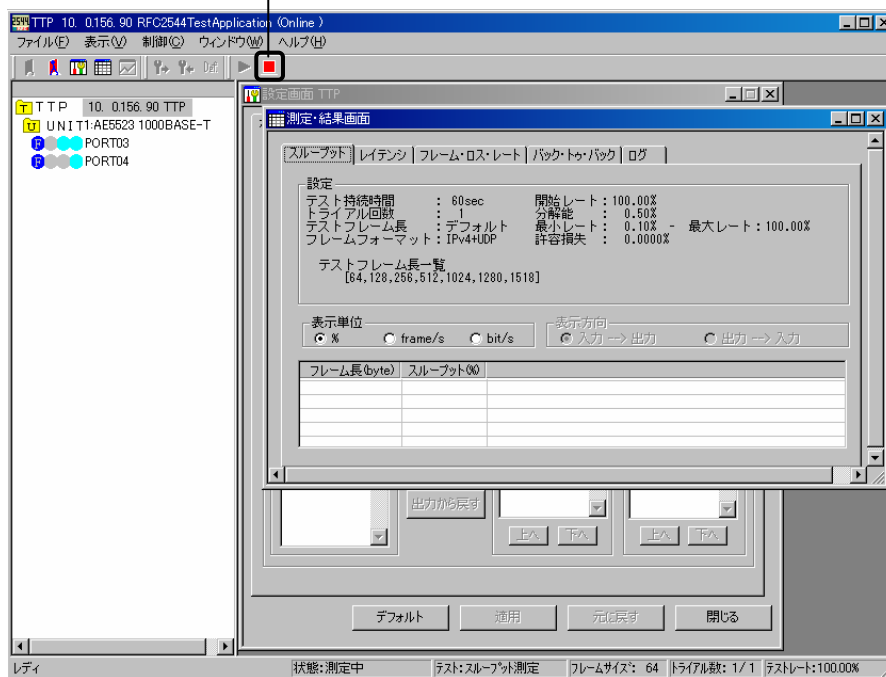 TTP 10. 0.156. 90 RFC2544TestApplication (Online )
ファイル(F) 表示(V) 制御(C) ウィンドウ(W) ヘルプ(H)
Def.
TTP 10. 0.156. 90 TTP
UNIT1:AE5523 1000BASE-T
PORT03
PORT04
設定画面 TTP
測定・結果画面
スループット レイテンシ フレーム・ロス・レート バック・トゥ・バック ログ
設定
テスト持続時間 : 60sec 開始レート:100.00%
トライアル回数 : 1 分解能 : 0.50%
テストフレーム長 :デフォルト 最小レート: 0.10% - 最大レート:100.00%
フレームフォーマット:IPv4+UDP 許容損失 : 0.0000%
テストフレーム長一覧
[64,128,256,512,1024,1280,1518]
表示単位 表示方向
% frame/s bit/s 入力 --> 出力 出力 --> 入力
フレーム長(byte) スループット(%)
出力から戻す
上へ 下へ 上へ 下へ
デフォルト 適用 元に戻す 閉じる
レディ 状態:測定中 テスト:スループット測定 フレームサイズ: 64 トライアル数: 1/ 1 テストレート:100.00%